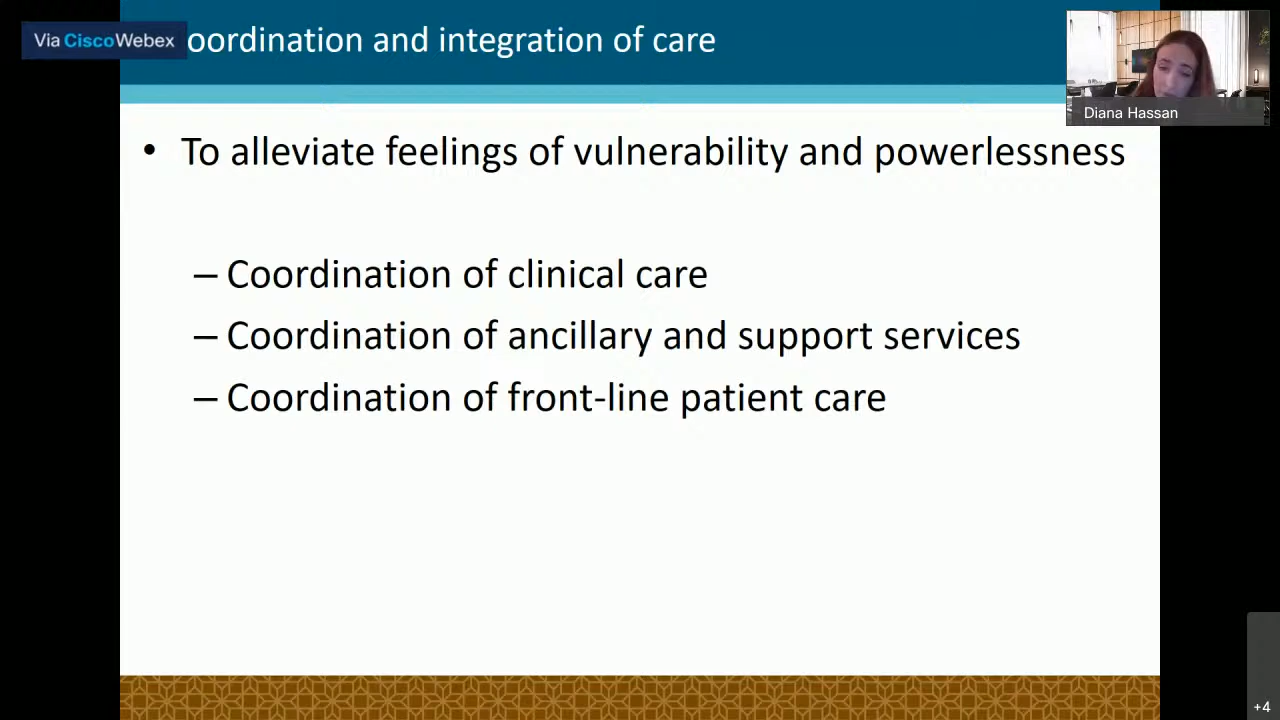 Via Cisco Webex
oordination and integration of care
Diana Hassan
• To alleviate feelings of vulnerability and powerlessness
– Coordination of clinical care
– Coordination of ancillary and support services
– Coordination of front-line patient care
+4